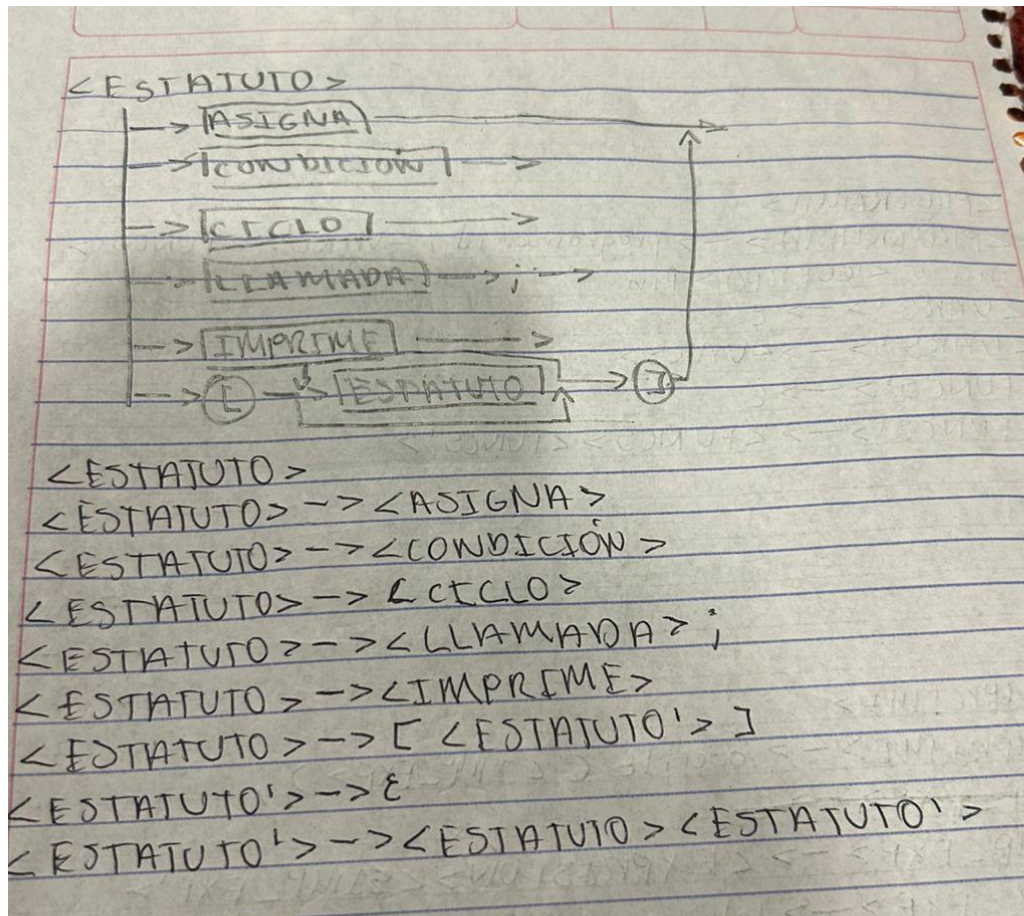 <ESTATUTO>
ASIGNA
CONDICIÓN
CICLO
LLAMADA ;
IMPRIME
[ ESTATUTO ]
<ESTATUTO>
<ESTATUTO> -> <ASIGNA>
<ESTATUTO> -> <CONDICIÓN>
<ESTATUTO> -> <CICLO>
<ESTATUTO> -> <LLAMADA> ;
<ESTATUTO> -> <IMPRIME>
<ESTATUTO> -> [ <ESTATUTO'> ]
<ESTATUTO'> -> ε
<ESTATUTO'> -> <ESTATUTO> <ESTATUTO'>